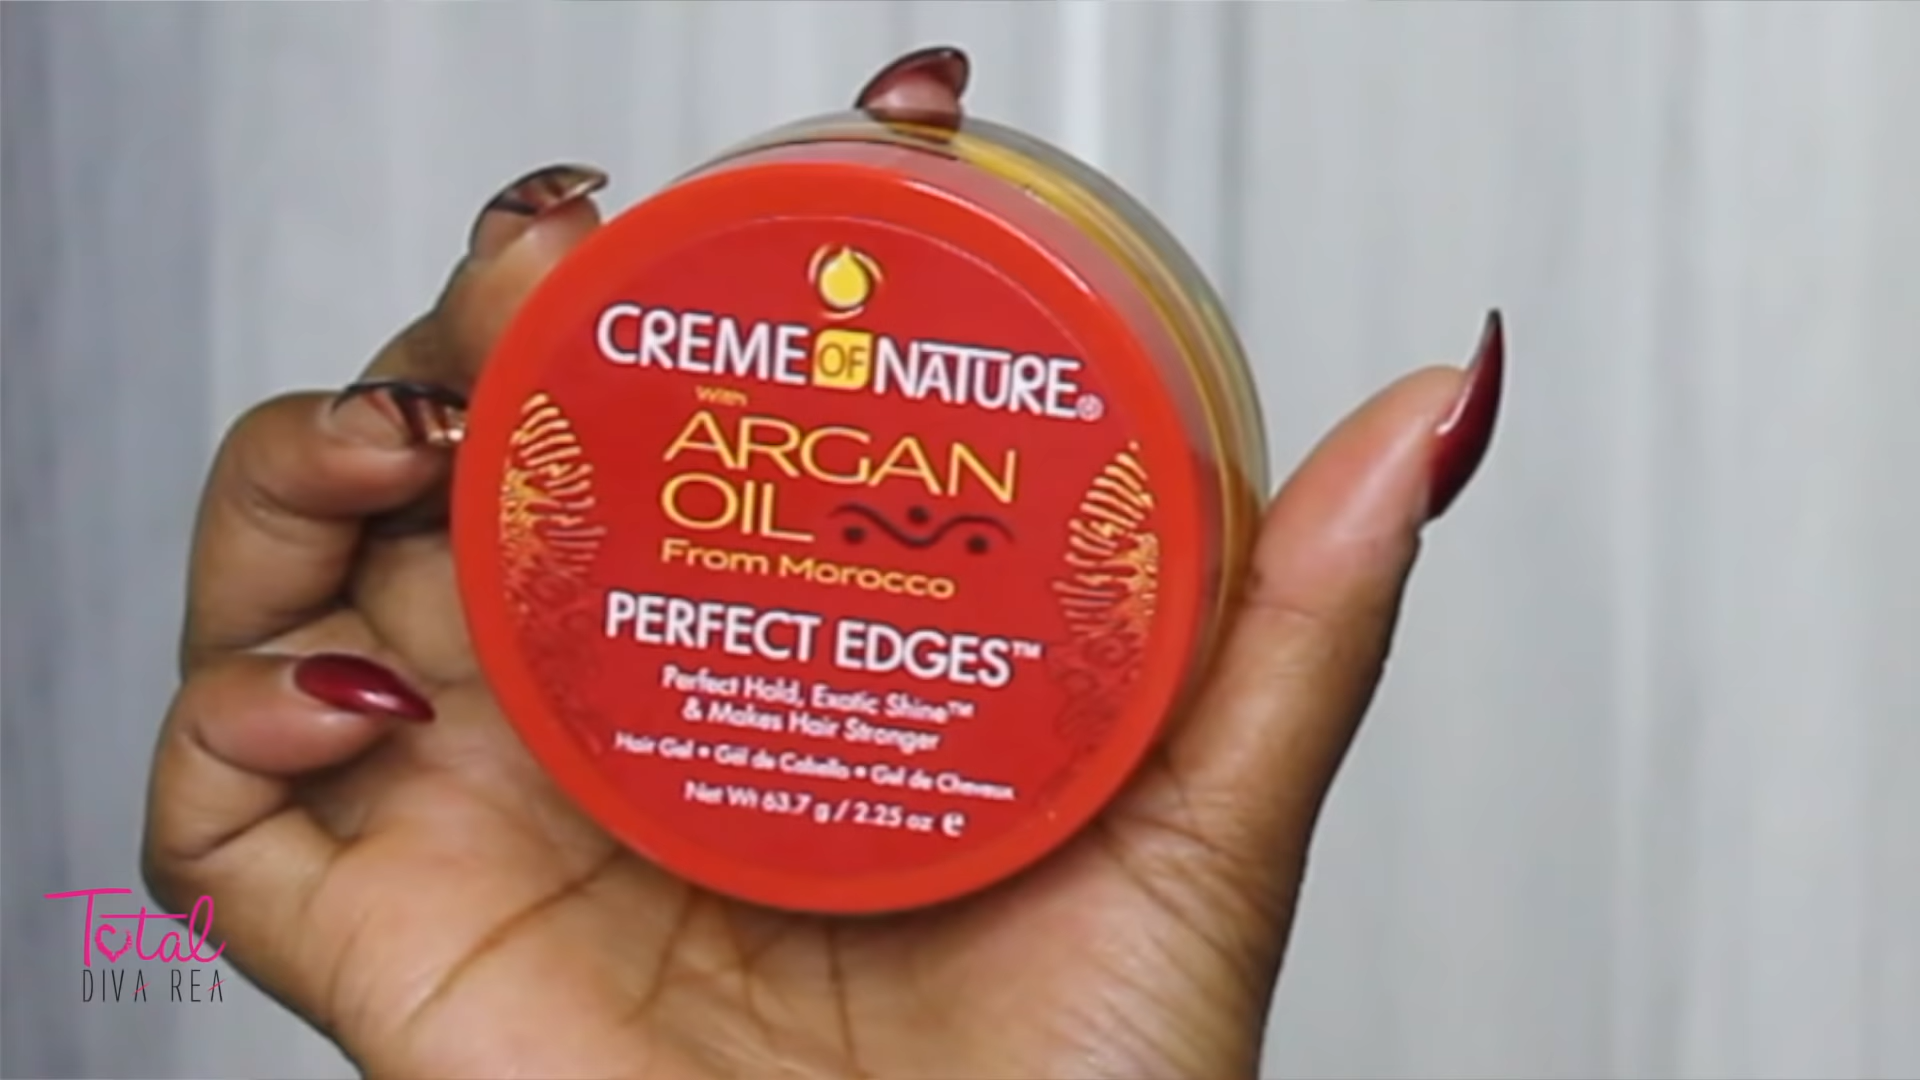 CREME OF NATURE®
With
ARGAN
OIL
From Morocco
PERFECT EDGES™
Perfect Hold, Exotic Shine™
& Makes Hair Stronger
Hair Gel • Gel de Cabello • Gel de Cheveux
Net Wt 63.7 g / 2.25 oz ℮
Total
DIVA REA